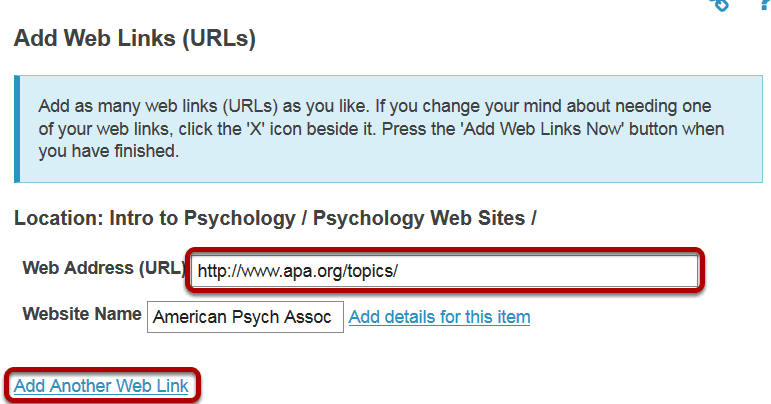 ?
Add Web Links (URLs)
Add as many web links (URLs) as you like. If you change your mind about needing one
of your web links, click the 'X' icon beside it. Press the 'Add Web Links Now' button when
you have finished.
Location: Intro to Psychology / Psychology Web Sites /
Web Address (URL) http://www.apa.org/topics/
Website Name American Psych Assoc Add details for this item
Add Another Web Link